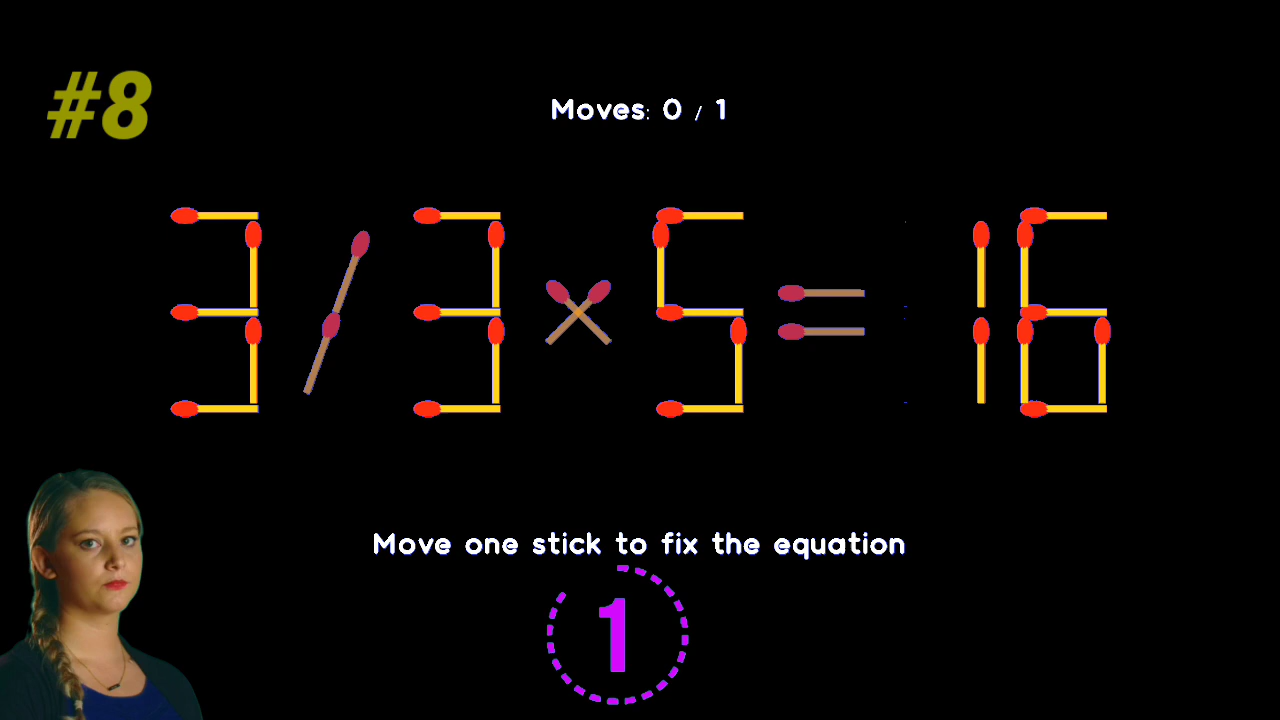 #8
Moves: 0 / 1
3 / 3 × 5 = 16
Move one stick to fix the equation
1